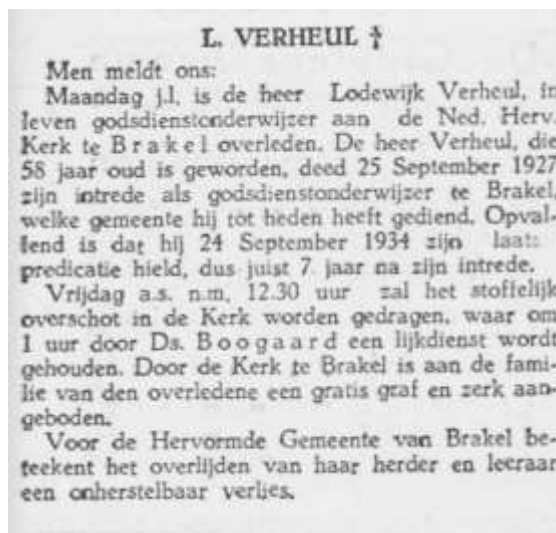 L. VERHEUL †
Men meldt ons:
Maandag j.l. is de heer Lodewijk Verheul, in
leven godsdienstonderwijzer aan de Ned. Herv.
Kerk te Brakel overleden. De heer Verheul, die
58 jaar oud is geworden, deed 25 September 1927
zijn intrede als godsdienstonderwijzer te Brakel,
welke gemeente hij tot heden heeft gediend. Opval-
lend is dat hij 24 September 1934 zijn laats
predicatie hield, dus juist 7 jaar na zijn intrede.
Vrijdag a.s. n.m. 12.30 uur zal het stoffelijk
overschot in de Kerk worden gedragen, waar om
1 uur door Ds. Boogaard een lijkdienst wordt
gehouden. Door de Kerk te Brakel is aan de fami-
lie van den overledene een gratis graf en zerk aan-
geboden.
Voor de Hervormde Gemeente van Brakel be-
teekent het overlijden van haar herder en leeraar
een onherstelbaar verlies.